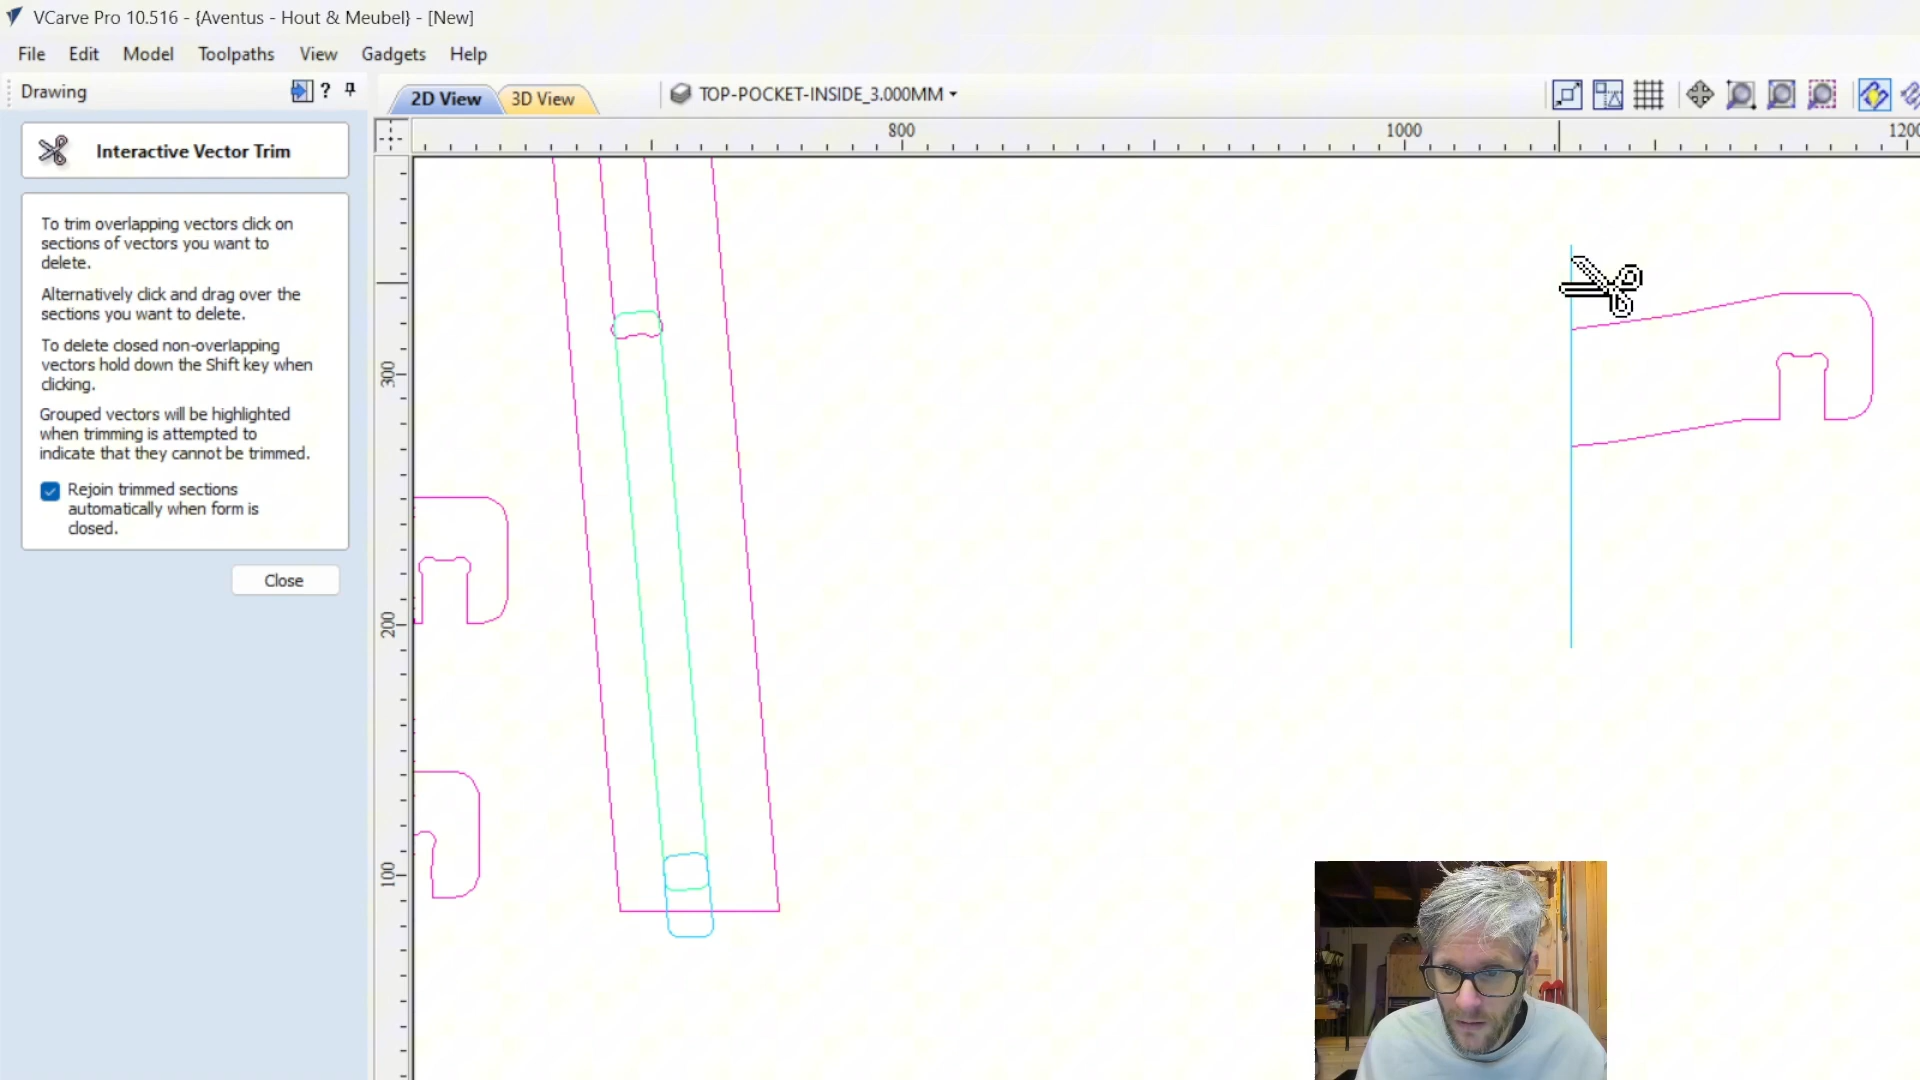 VCarve Pro 10.516 - {Aventus - Hout & Meubel} - [New]
File Edit Model Toolpaths View Gadgets Help
Drawing ?
2D View 3D View TOP-POCKET-INSIDE_3.000MM
Interactive Vector Trim
800 1000 1200
To trim overlapping vectors click on
sections of vectors you want to
delete.
Alternatively click and drag over the
sections you want to delete.
To delete closed non-overlapping
vectors hold down the Shift key when
clicking.
Grouped vectors will be highlighted
when trimming is attempted to
indicate that they cannot be trimmed.
Rejoin trimmed sections
automatically when form is
closed.
Close
300
200
100